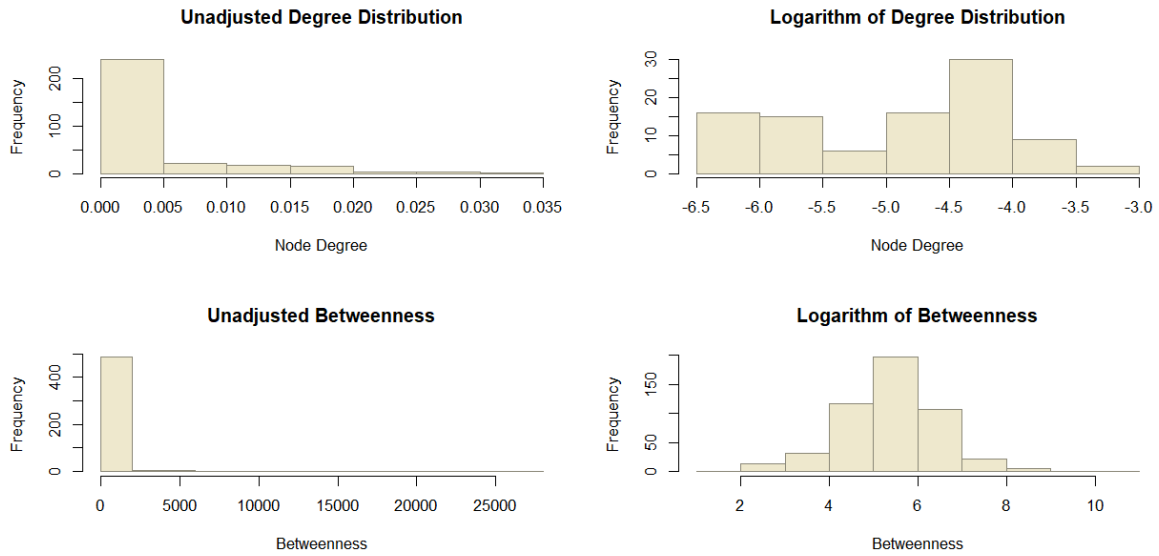 Unadjusted Degree Distribution
Frequency
0 100 200
0.000 0.005 0.010 0.015 0.020 0.025 0.030 0.035
Node Degree
Logarithm of Degree Distribution
Frequency
0 10 20 30
-6.5 -6.0 -5.5 -5.0 -4.5 -4.0 -3.5 -3.0
Node Degree
Unadjusted Betweenness
Frequency
0 200 400
0 5000 10000 15000 20000 25000
Betweenness
Logarithm of Betweenness
Frequency
0 50 150
2 4 6 8 10
Betweenness